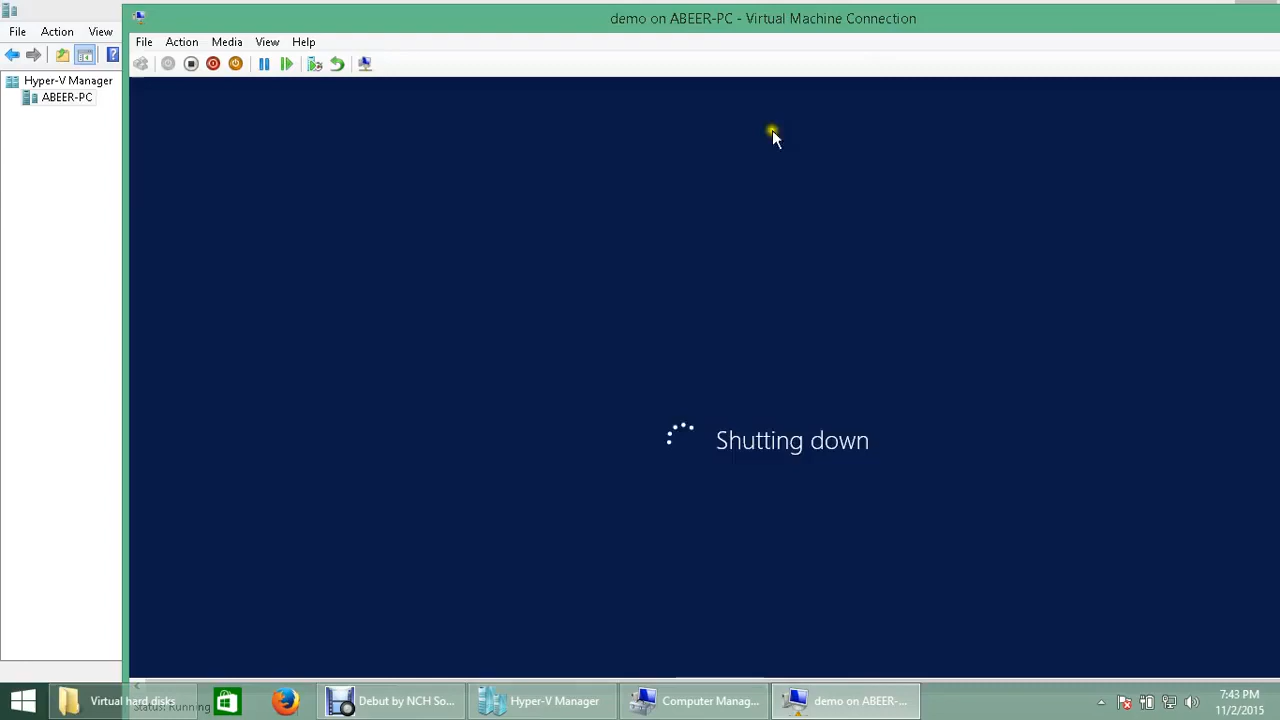 demo on ABEER-PC - Virtual Machine Connection
File Action View
File Action Media View Help
Hyper-V Manager
ABEER-PC
Shutting down
Status: Running
Virtual hard disks
Debut by NCH So...
Hyper-V Manager
Computer Manag...
demo on ABEER-...
7:43 PM
11/2/2015